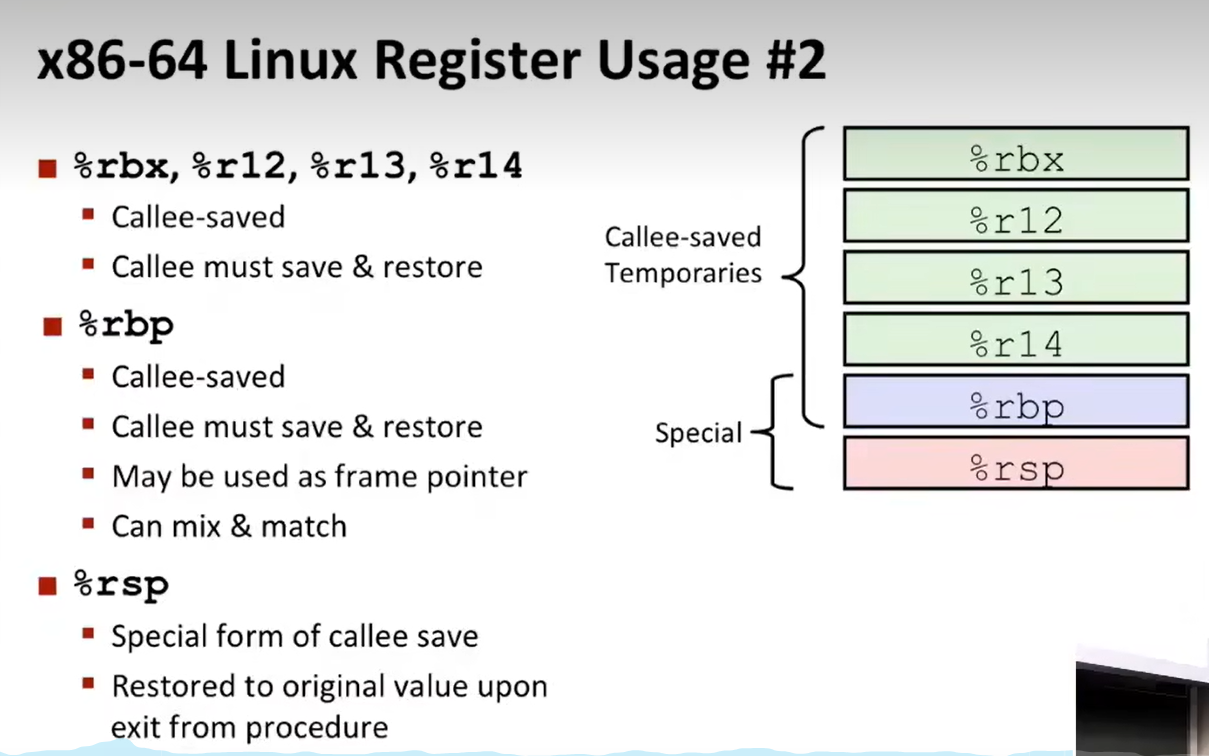 x86-64 Linux Register Usage #2
%rbx, %r12, %r13, %r14
Callee-saved
Callee must save & restore
%rbp
Callee-saved
Callee must save & restore
May be used as frame pointer
Can mix & match
%rsp
Special form of callee save
Restored to original value upon
exit from procedure
Callee-saved
Temporaries
Special
%rbx
%r12
%r13
%r14
%rbp
%rsp